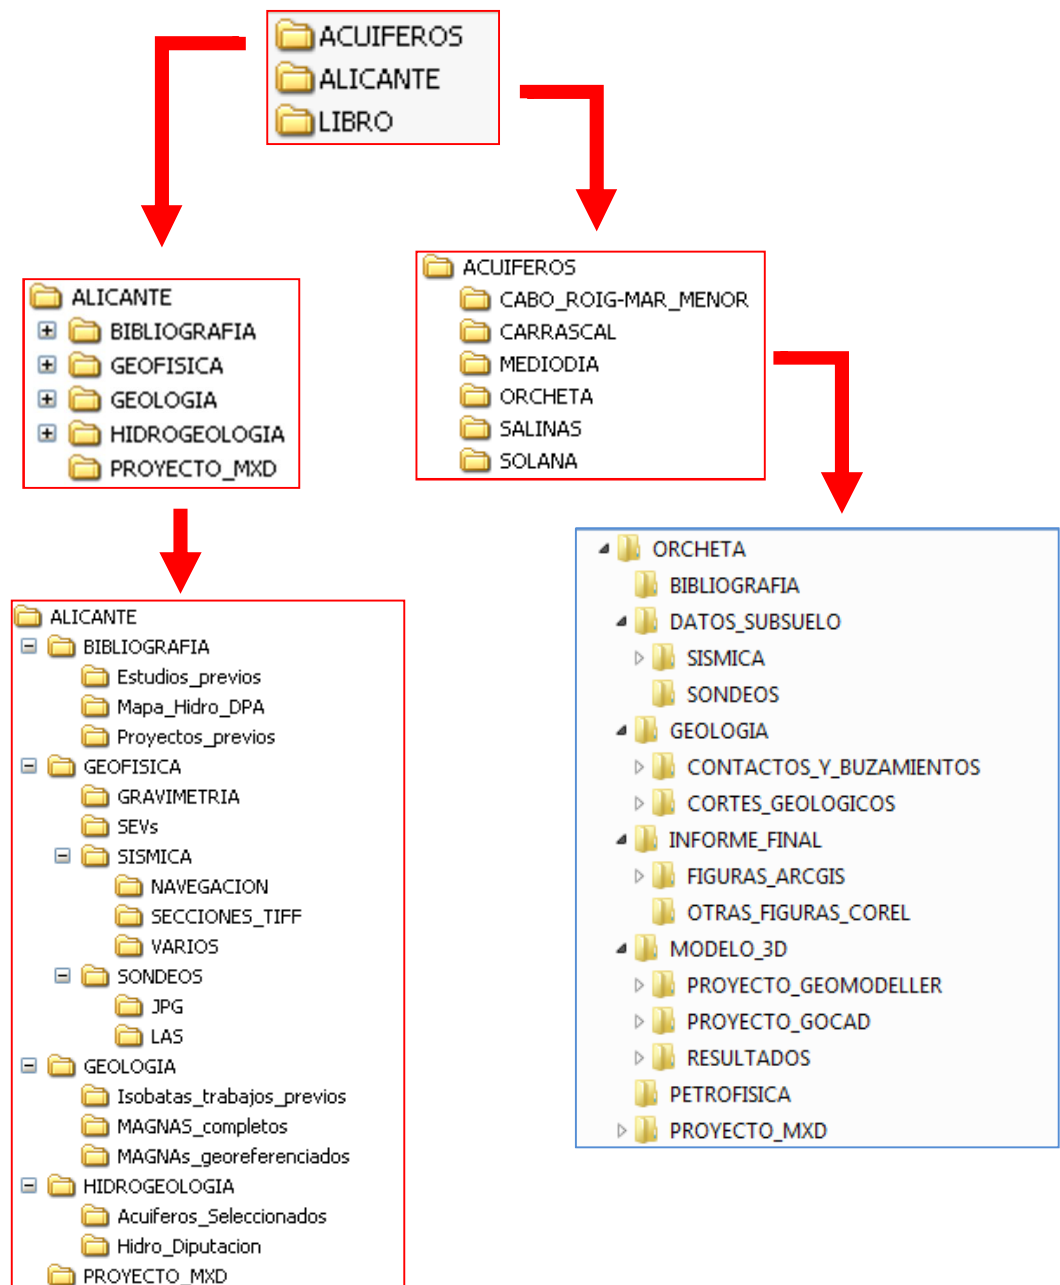 ACUIFEROS
ALICANTE
LIBRO
ALICANTE
BIBLIOGRAFIA
GEOFISICA
GEOLOGIA
HIDROGEOLOGIA
PROYECTO_MXD
ACUIFEROS
CABO_ROIG-MAR_MENOR
CARRASCAL
MEDIODIA
ORCHETA
SALINAS
SOLANA
ALICANTE
BIBLIOGRAFIA
Estudios_previos
Mapa_Hidro_DPA
Proyectos_previos
GEOFISICA
GRAVIMETRIA
SEVs
SISMICA
NAVEGACION
SECCIONES_TIFF
VARIOS
SONDEOS
JPG
LAS
GEOLOGIA
Isobatas_trabajos_previos
MAGNAS_completos
MAGNAs_georeferenciados
HIDROGEOLOGIA
Acuiferos_Seleccionados
Hidro_Diputacion
PROYECTO_MXD
ORCHETA
BIBLIOGRAFIA
DATOS_SUBSUELO
SISMICA
SONDEOS
GEOLOGIA
CONTACTOS_Y_BUZAMIENTOS
CORTES_GEOLOGICOS
INFORME_FINAL
FIGURAS_ARCGIS
OTRAS_FIGURAS_COREL
MODELO_3D
PROYECTO_GEOMODELLER
PROYECTO_GOCAD
RESULTADOS
PETROFISICA
PROYECTO_MXD